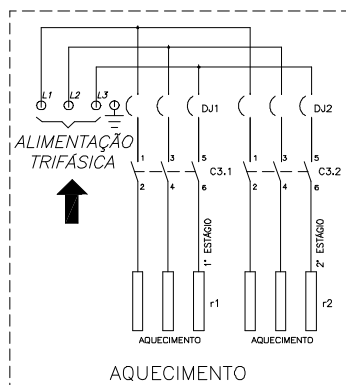 L1 L2 L3
DJ1 DJ2
ALIMENTAÇÃO
TRIFÁSICA
1 3 5 1 3 5
C3.1 C3.2
2 4 6 2 4 6
1° ESTÁGIO 2° ESTÁGIO
r1 r2
AQUECIMENTO AQUECIMENTO
AQUECIMENTO